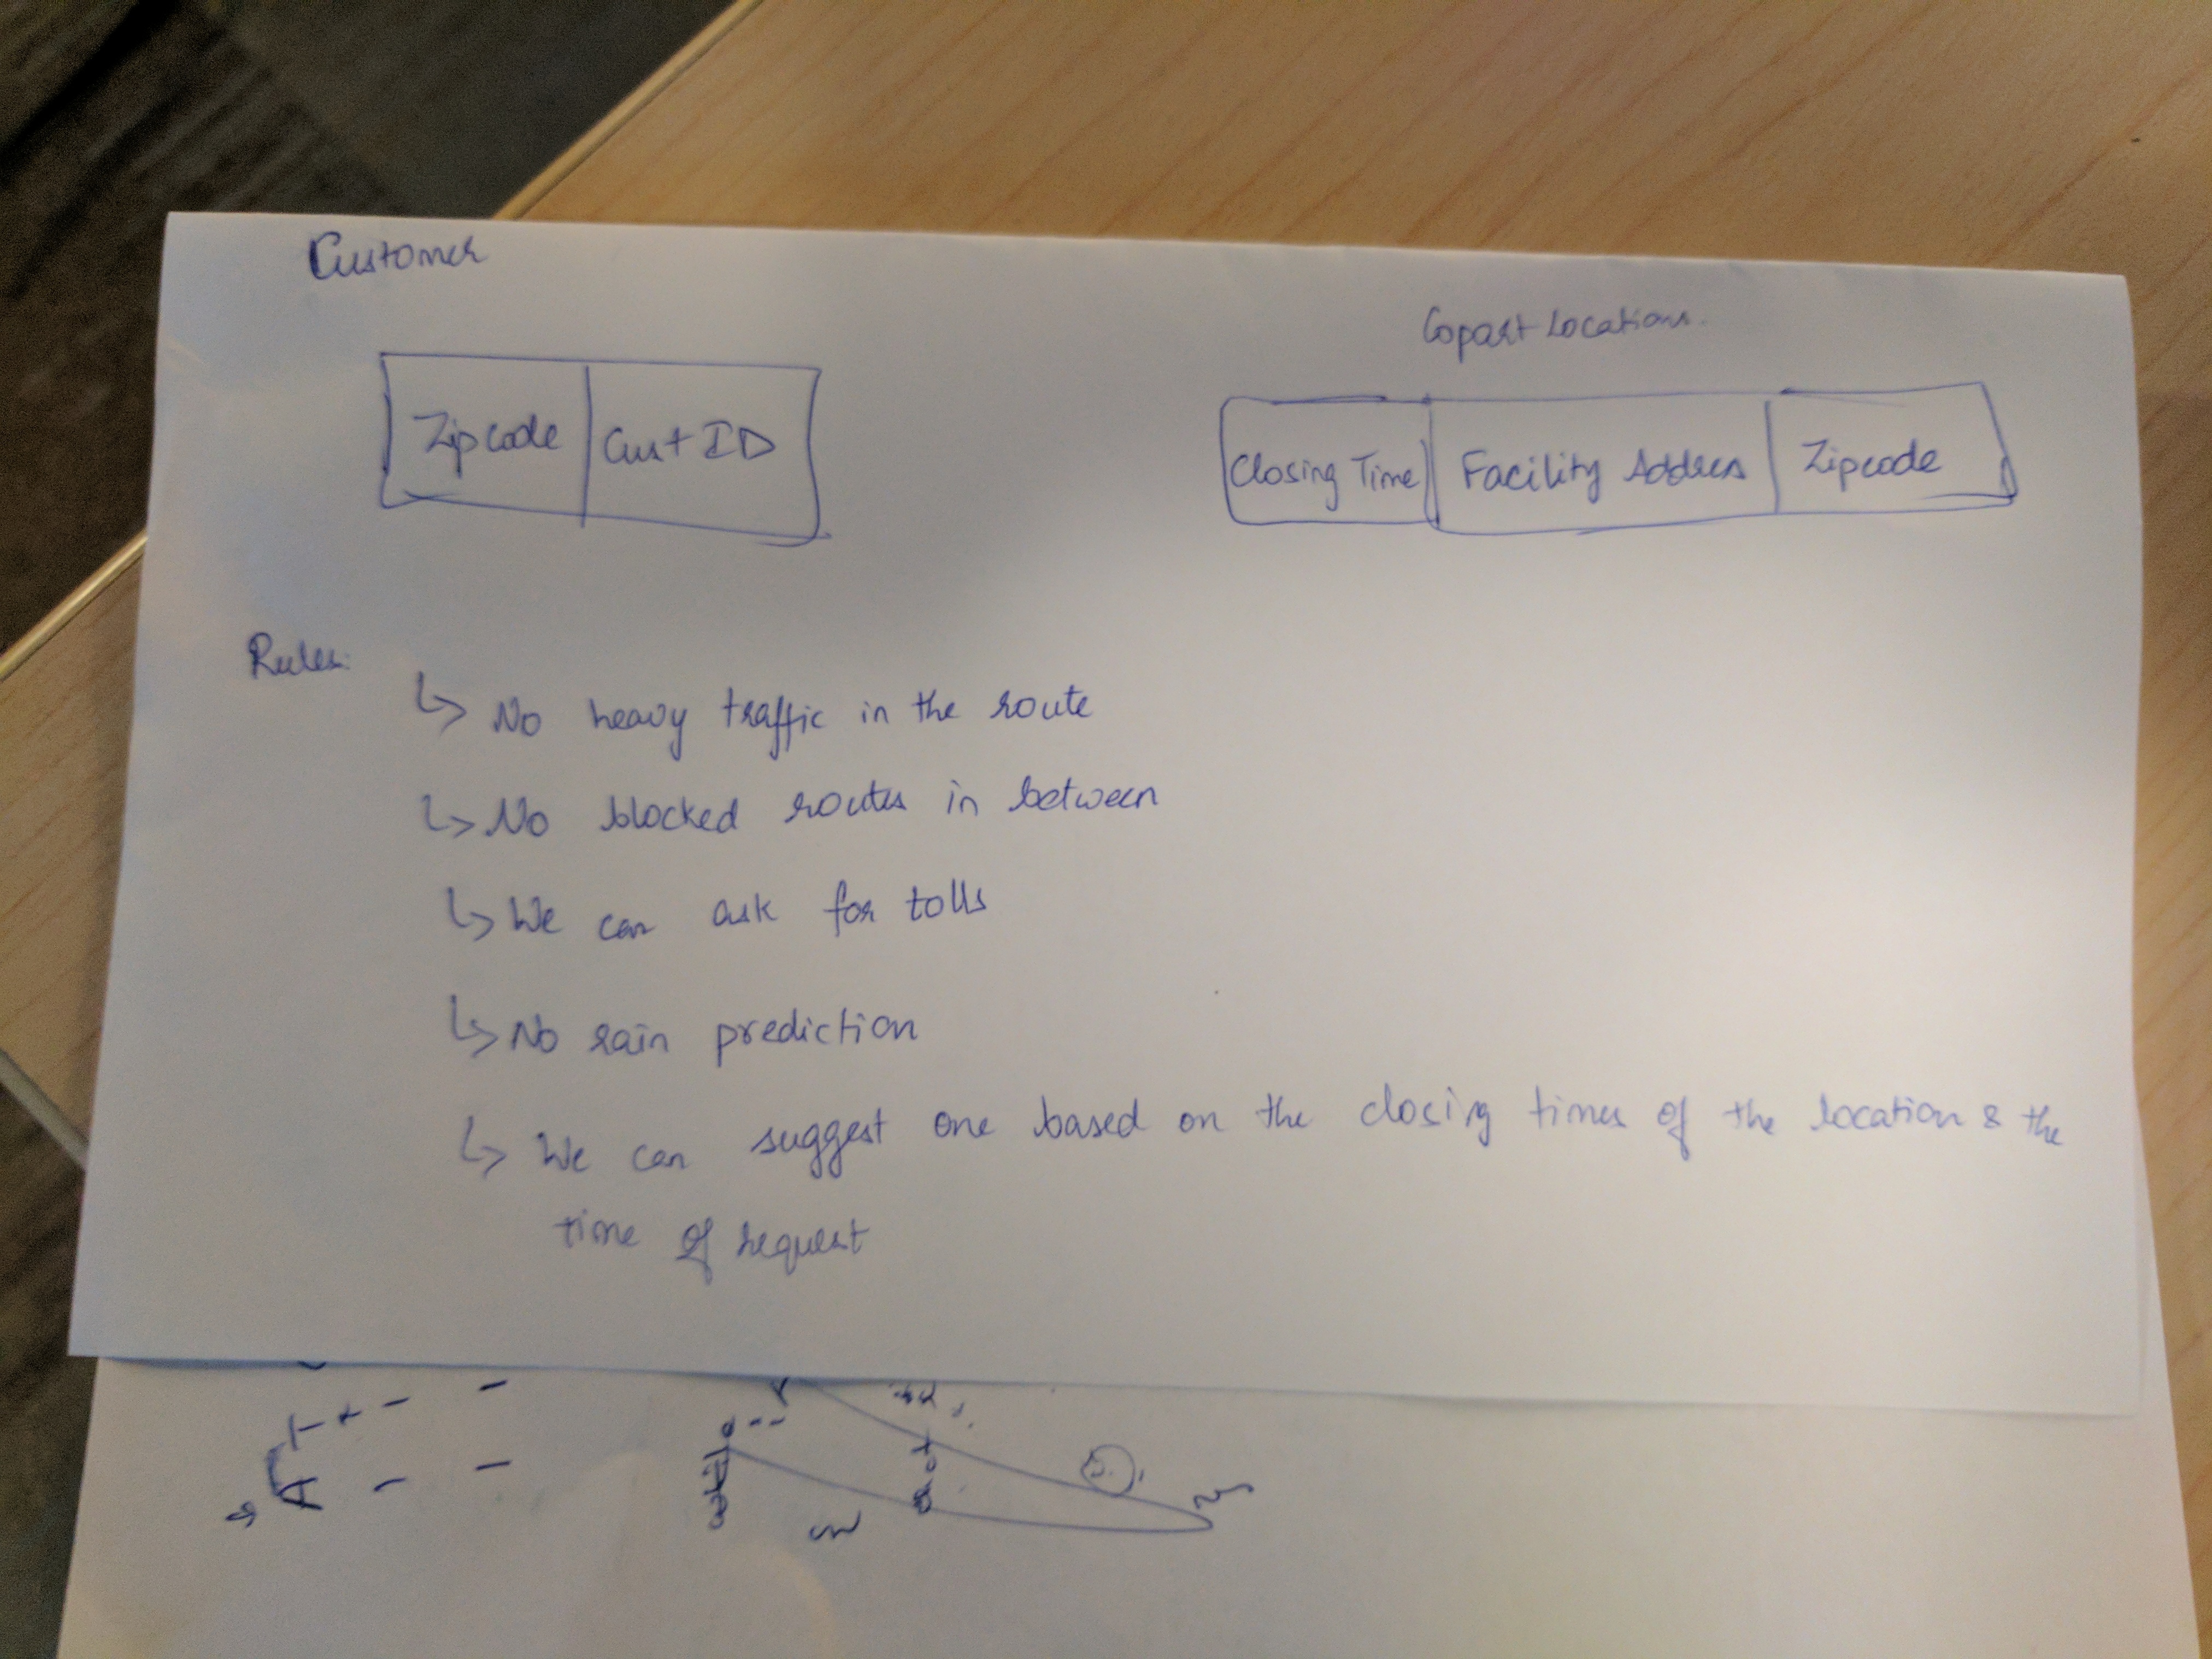 Customer
Copart Locations.
Zipcode Cust ID
Closing Time Facility Address Zipcode
Rules:
↳ No heavy traffic in the route
↳ No blocked routes in between
↳ We can ask for tolls
↳ No rain prediction
↳ We can suggest one based on the closing times of the location & the
time of request